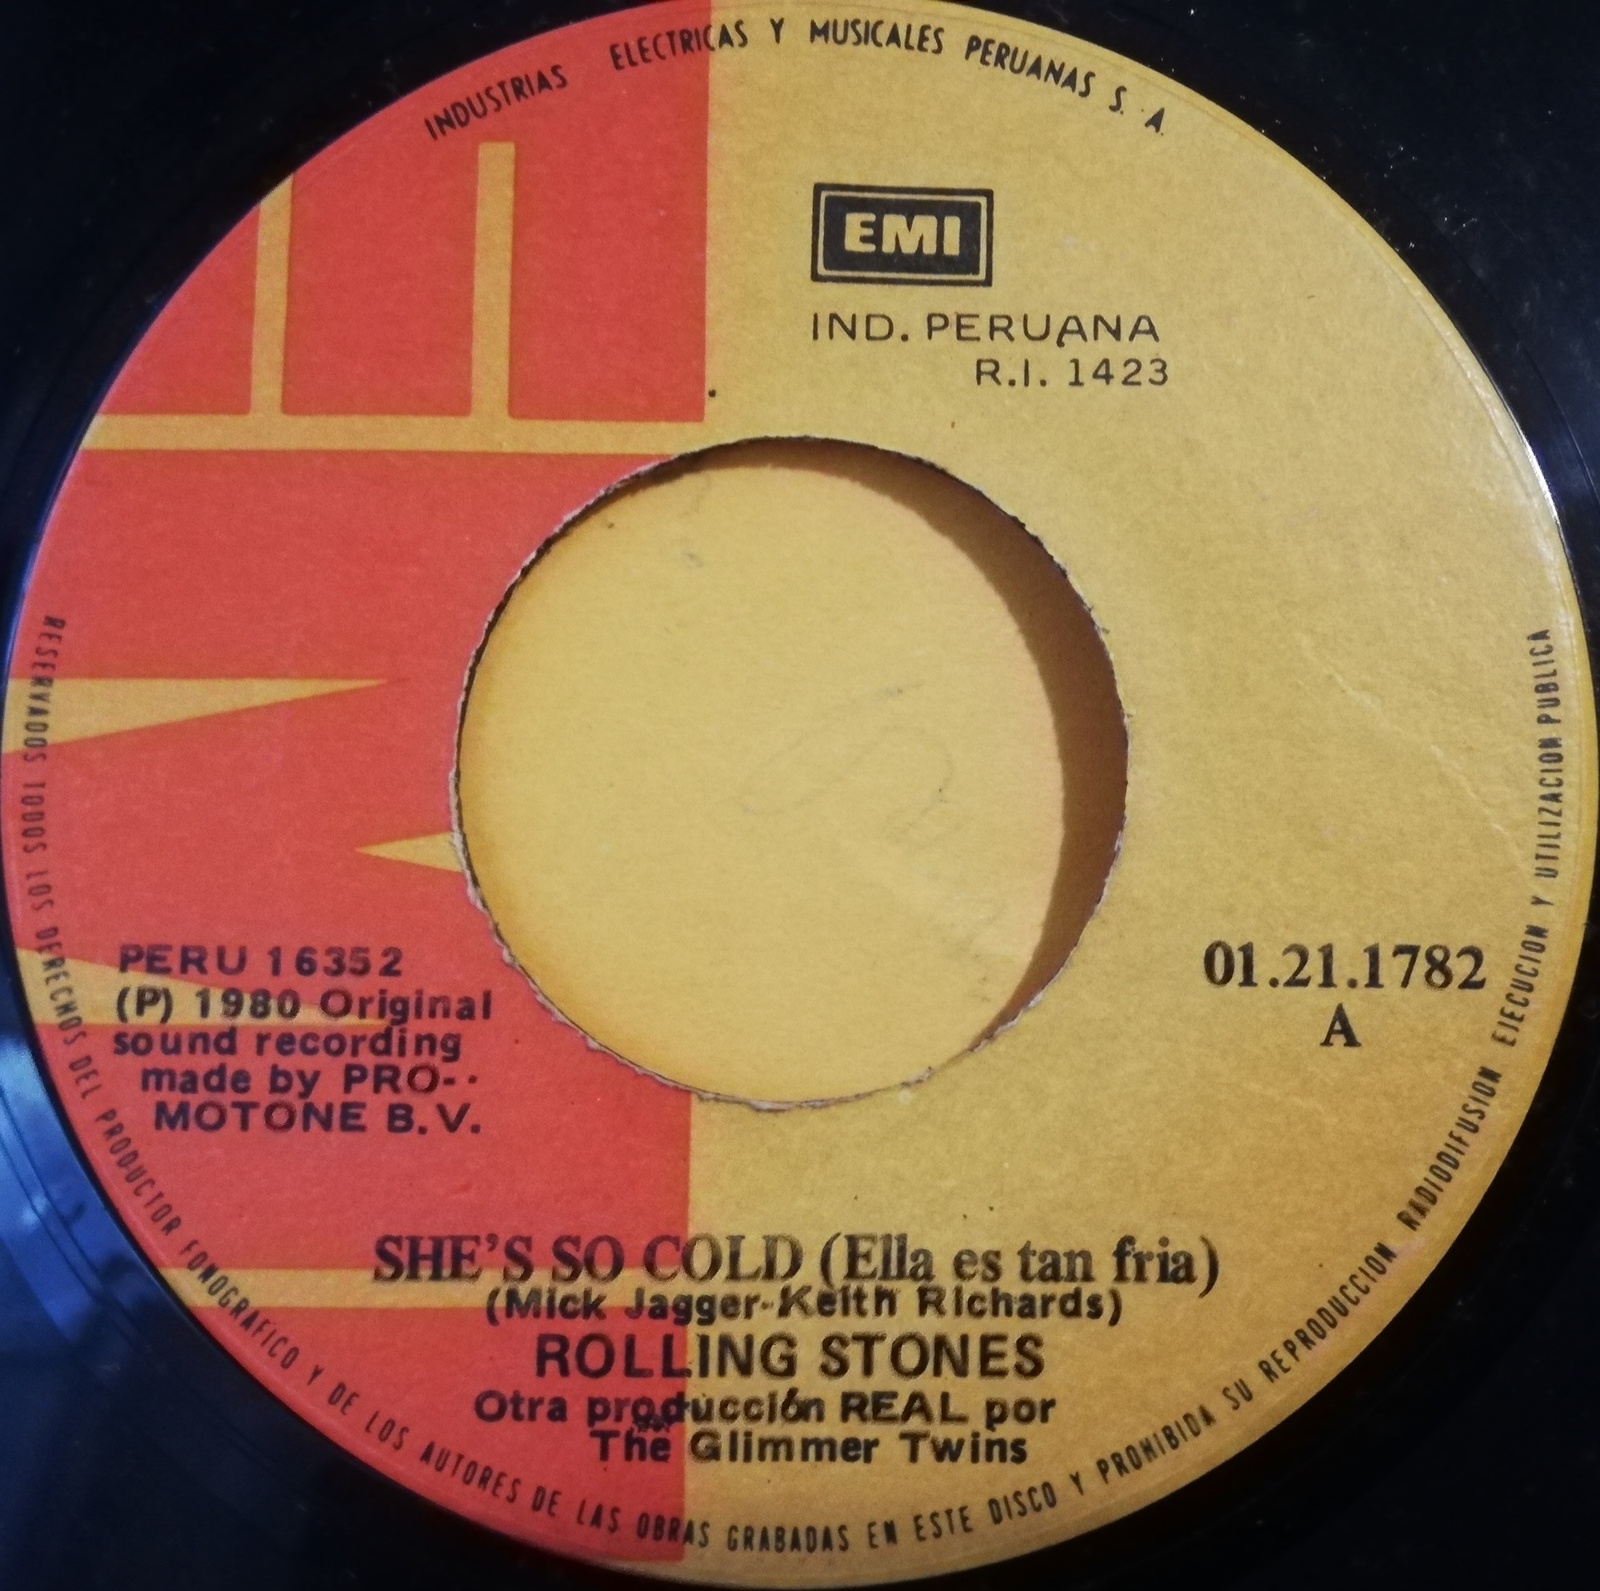 INDUSTRIAS ELECTRICAS Y MUSICALES PERUANAS S. A.
EMI
IND. PERUANA
R.I. 1423
PERU 16352
(P) 1980 Original
sound recording
made by PRO-
MOTONE B.V.
01.21.1782
A
SHE'S SO COLD (Ella es tan fria)
(Mick Jagger-Keith Richards)
ROLLING STONES
Otra producción REAL por
The Glimmer Twins
RESERVADOS TODOS LOS DERECHOS DEL PRODUCTOR FONOGRAFICO Y DE LOS AUTORES DE LAS OBRAS GRABADAS EN ESTE DISCO Y PROHIBIDA SU REPRODUCCION RADIODIFUSION EJECUCION Y UTILIZACION PUBLICA